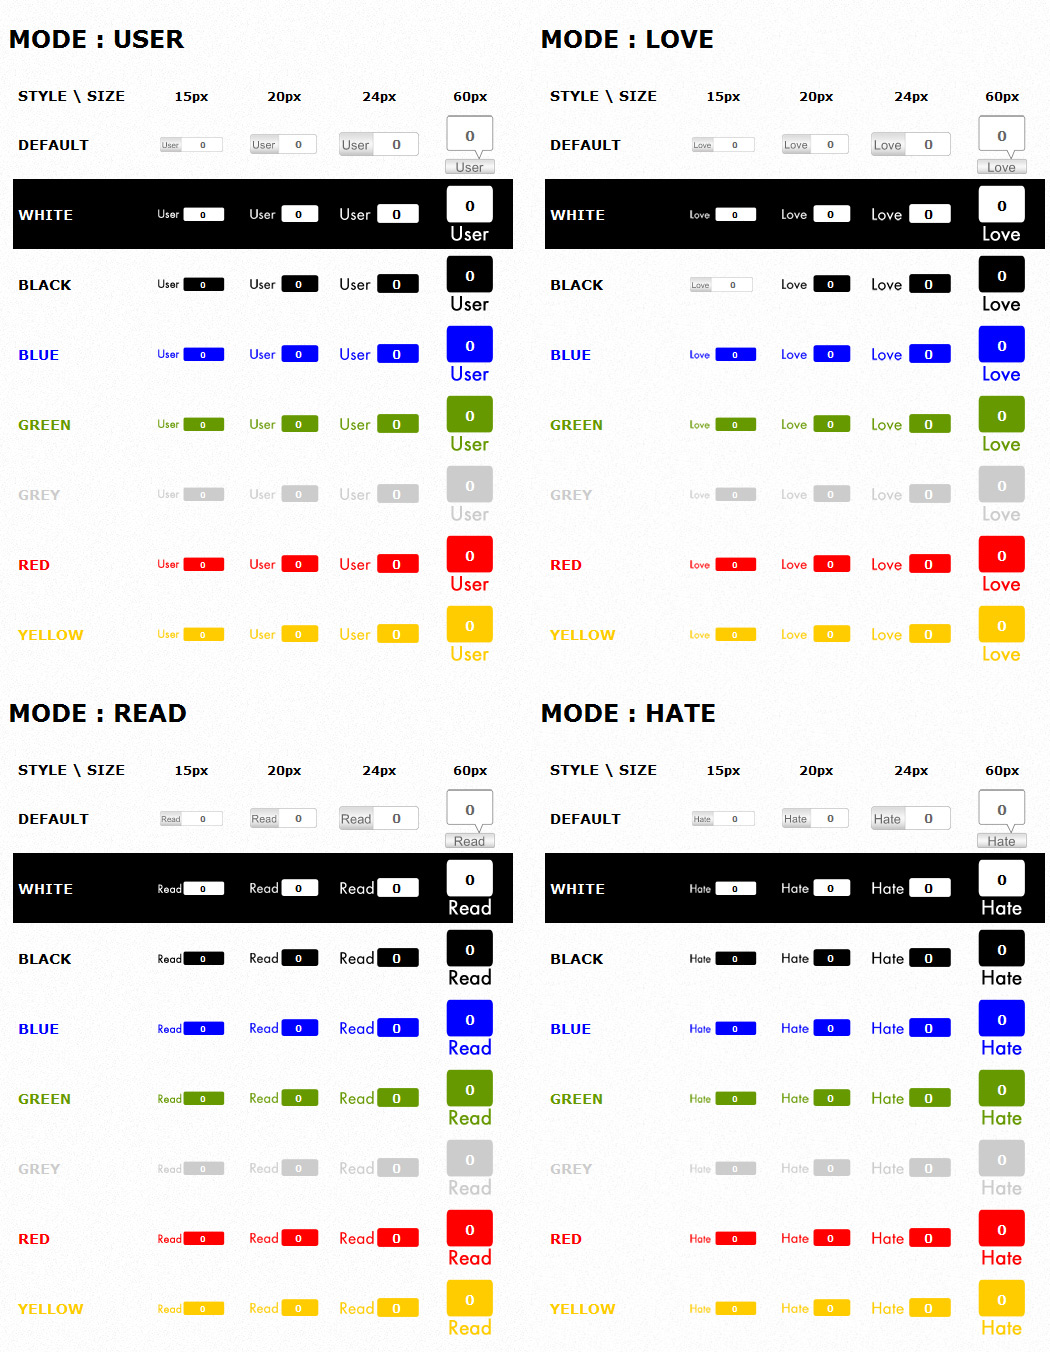 MODE : USER
STYLE \ SIZE 15px 20px 24px 60px
DEFAULT User 0 User 0 User 0 0 User
WHITE User 0 User 0 User 0 0 User
BLACK User 0 User 0 User 0 0 User
BLUE User 0 User 0 User 0 0 User
GREEN User 0 User 0 User 0 0 User
GREY User 0 User 0 User 0 0 User
RED User 0 User 0 User 0 0 User
YELLOW User 0 User 0 User 0 0 User
MODE : LOVE
STYLE \ SIZE 15px 20px 24px 60px
DEFAULT Love 0 Love 0 Love 0 0 Love
WHITE Love 0 Love 0 Love 0 0 Love
BLACK Love 0 Love 0 Love 0 0 Love
BLUE Love 0 Love 0 Love 0 0 Love
GREEN Love 0 Love 0 Love 0 0 Love
GREY Love 0 Love 0 Love 0 0 Love
RED Love 0 Love 0 Love 0 0 Love
YELLOW Love 0 Love 0 Love 0 0 Love
MODE : READ
STYLE \ SIZE 15px 20px 24px 60px
DEFAULT Read 0 Read 0 Read 0 0 Read
WHITE Read 0 Read 0 Read 0 0 Read
BLACK Read 0 Read 0 Read 0 0 Read
BLUE Read 0 Read 0 Read 0 0 Read
GREEN Read 0 Read 0 Read 0 0 Read
GREY Read 0 Read 0 Read 0 0 Read
RED Read 0 Read 0 Read 0 0 Read
YELLOW Read 0 Read 0 Read 0 0 Read
MODE : HATE
STYLE \ SIZE 15px 20px 24px 60px
DEFAULT Hate 0 Hate 0 Hate 0 0 Hate
WHITE Hate 0 Hate 0 Hate 0 0 Hate
BLACK Hate 0 Hate 0 Hate 0 0 Hate
BLUE Hate 0 Hate 0 Hate 0 0 Hate
GREEN Hate 0 Hate 0 Hate 0 0 Hate
GREY Hate 0 Hate 0 Hate 0 0 Hate
RED Hate 0 Hate 0 Hate 0 0 Hate
YELLOW Hate 0 Hate 0 Hate 0 0 Hate